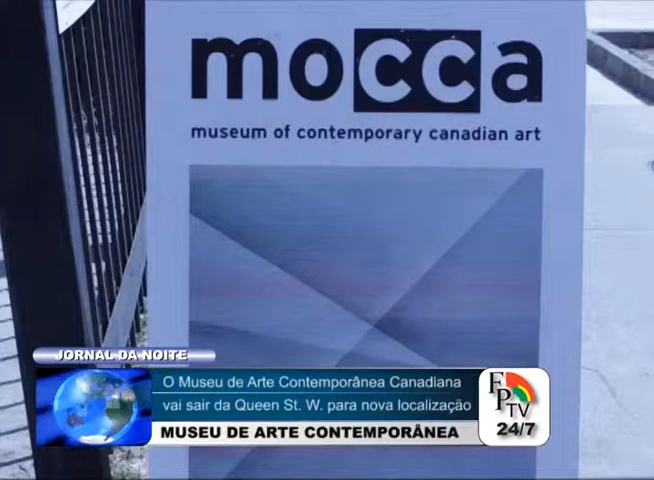 mocca
museum of contemporary canadian art
JORNAL DA NOITE
O Museu de Arte Contemporânea Canadiana
vai sair da Queen St. W. para nova localização
MUSEU DE ARTE CONTEMPORÂNEA
FPTV
24/7